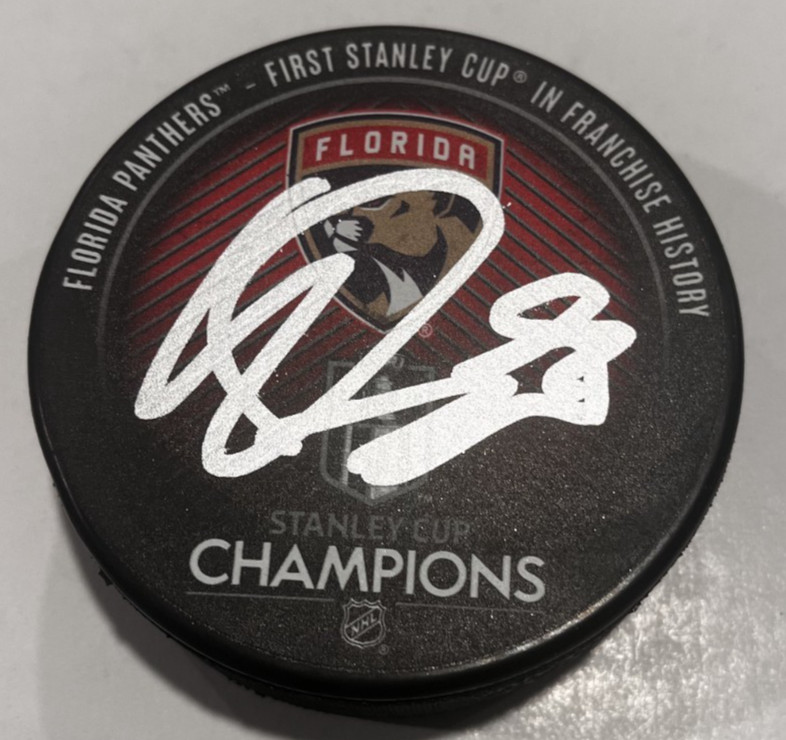 FLORIDA PANTHERS™ - FIRST STANLEY CUP® IN FRANCHISE HISTORY
FLORIDA
®
STANLEY CUP
CHAMPIONS
NHL
®